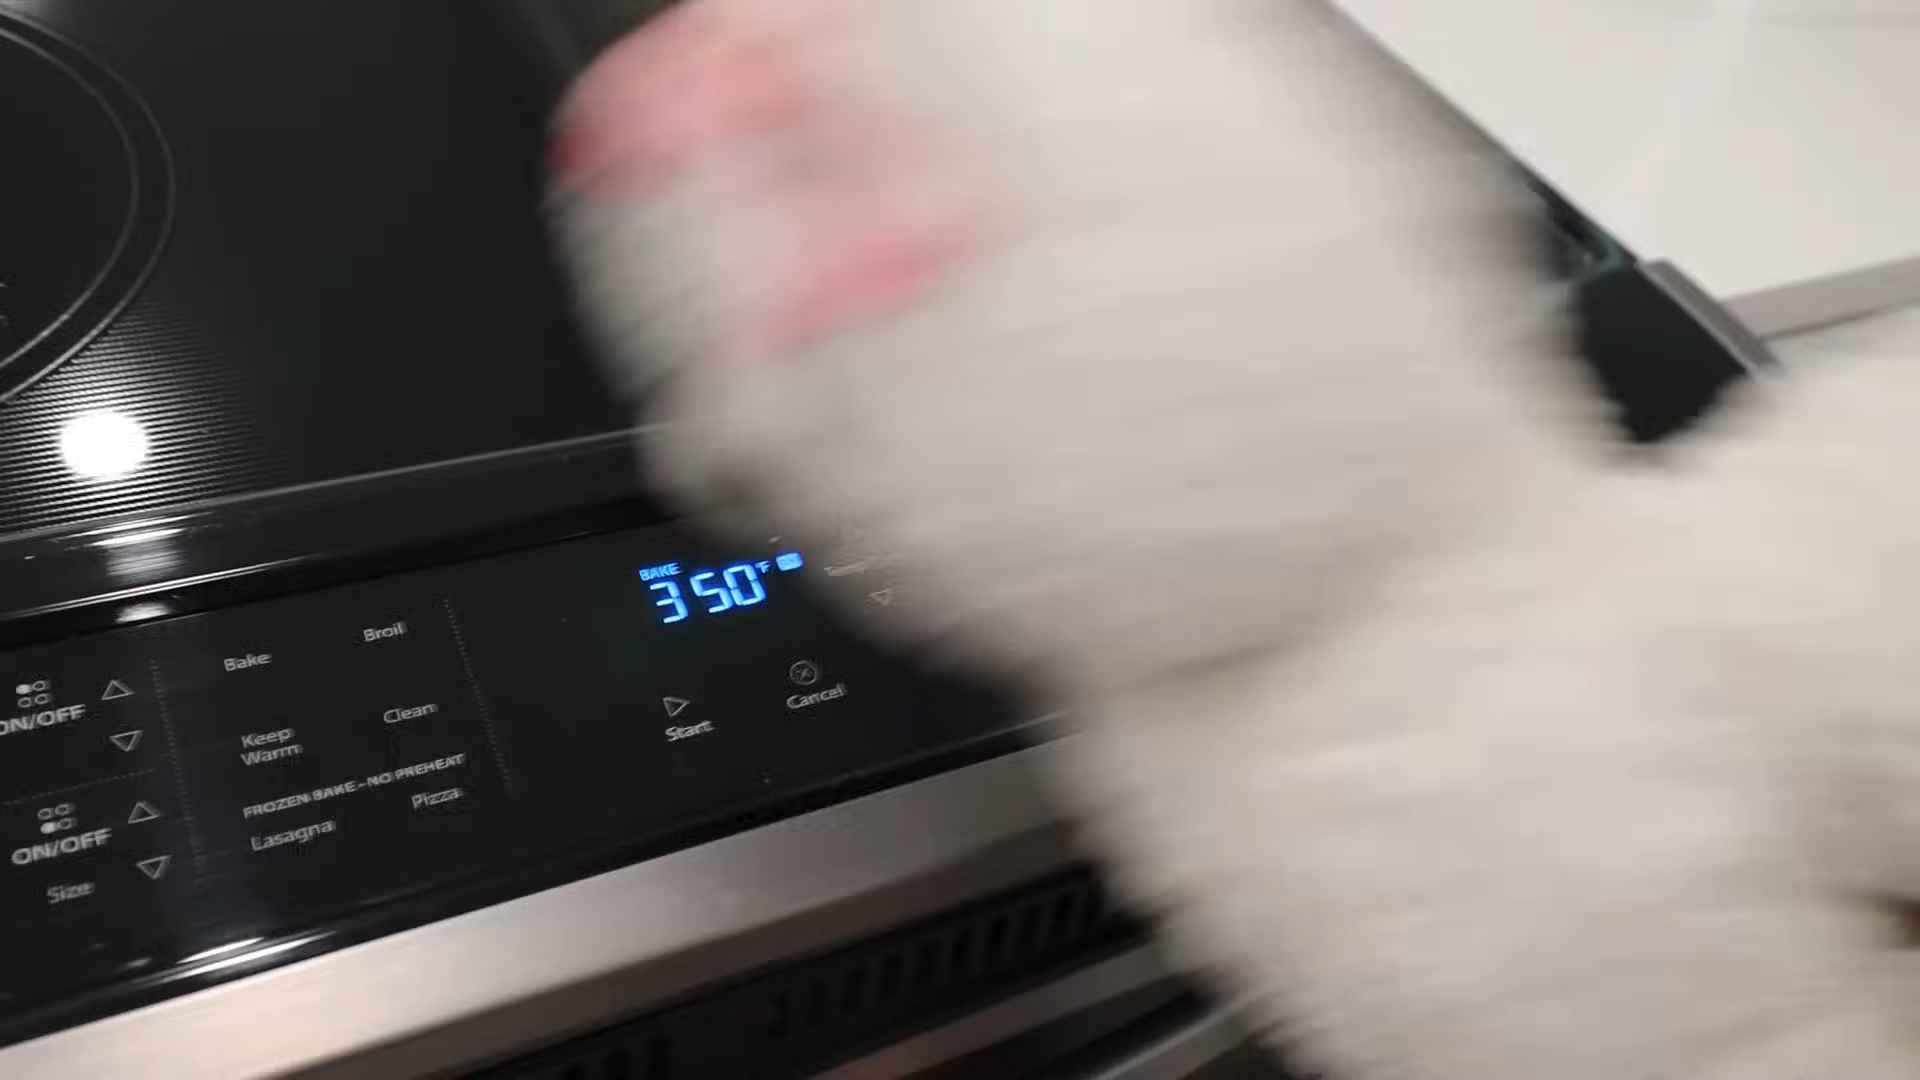 BAKE
350°F
Broil
Bake
Clean
Keep
Warm
Start
Cancel
FROZEN BAKE - NO PREHEAT
Pizza
Lasagna
ON/OFF
ON/OFF
Size